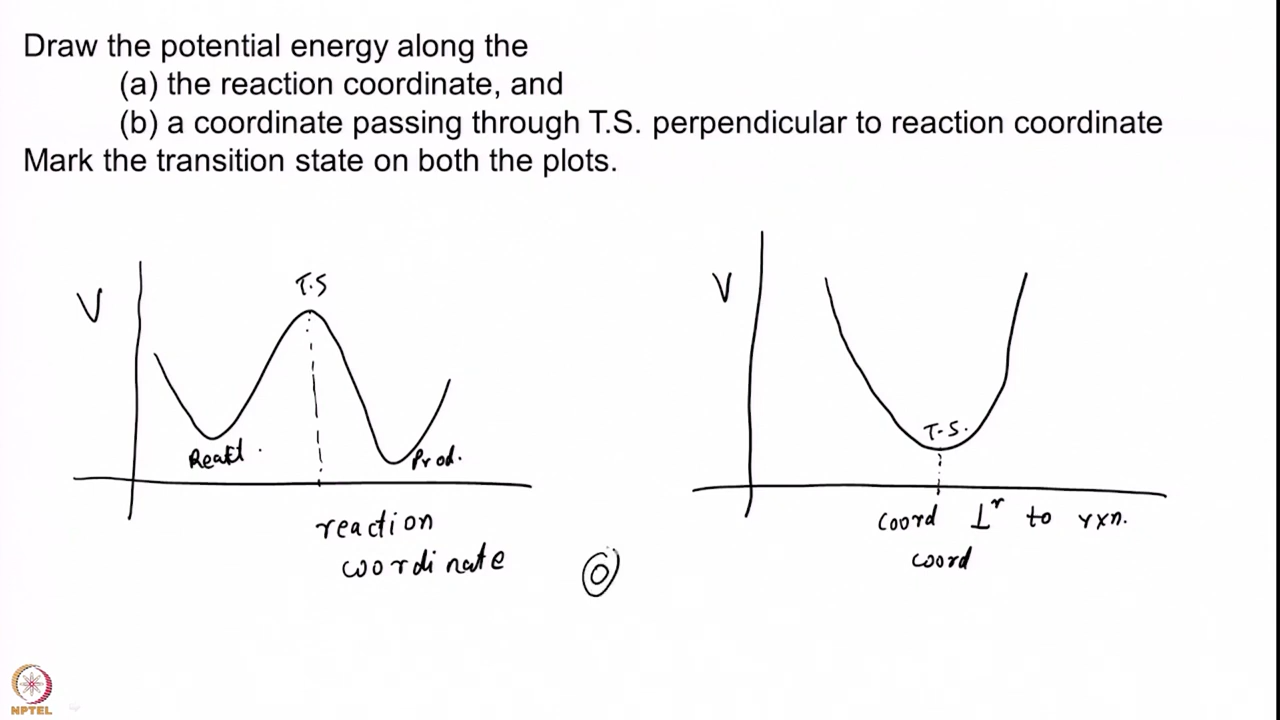 Draw the potential energy along the
(a) the reaction coordinate, and
(b) a coordinate passing through T.S. perpendicular to reaction coordinate
Mark the transition state on both the plots.
V
T.S
Prod.
reaction
coordinate
V
T.S.
coord ⊥r to rxn.
coord
NPTEL